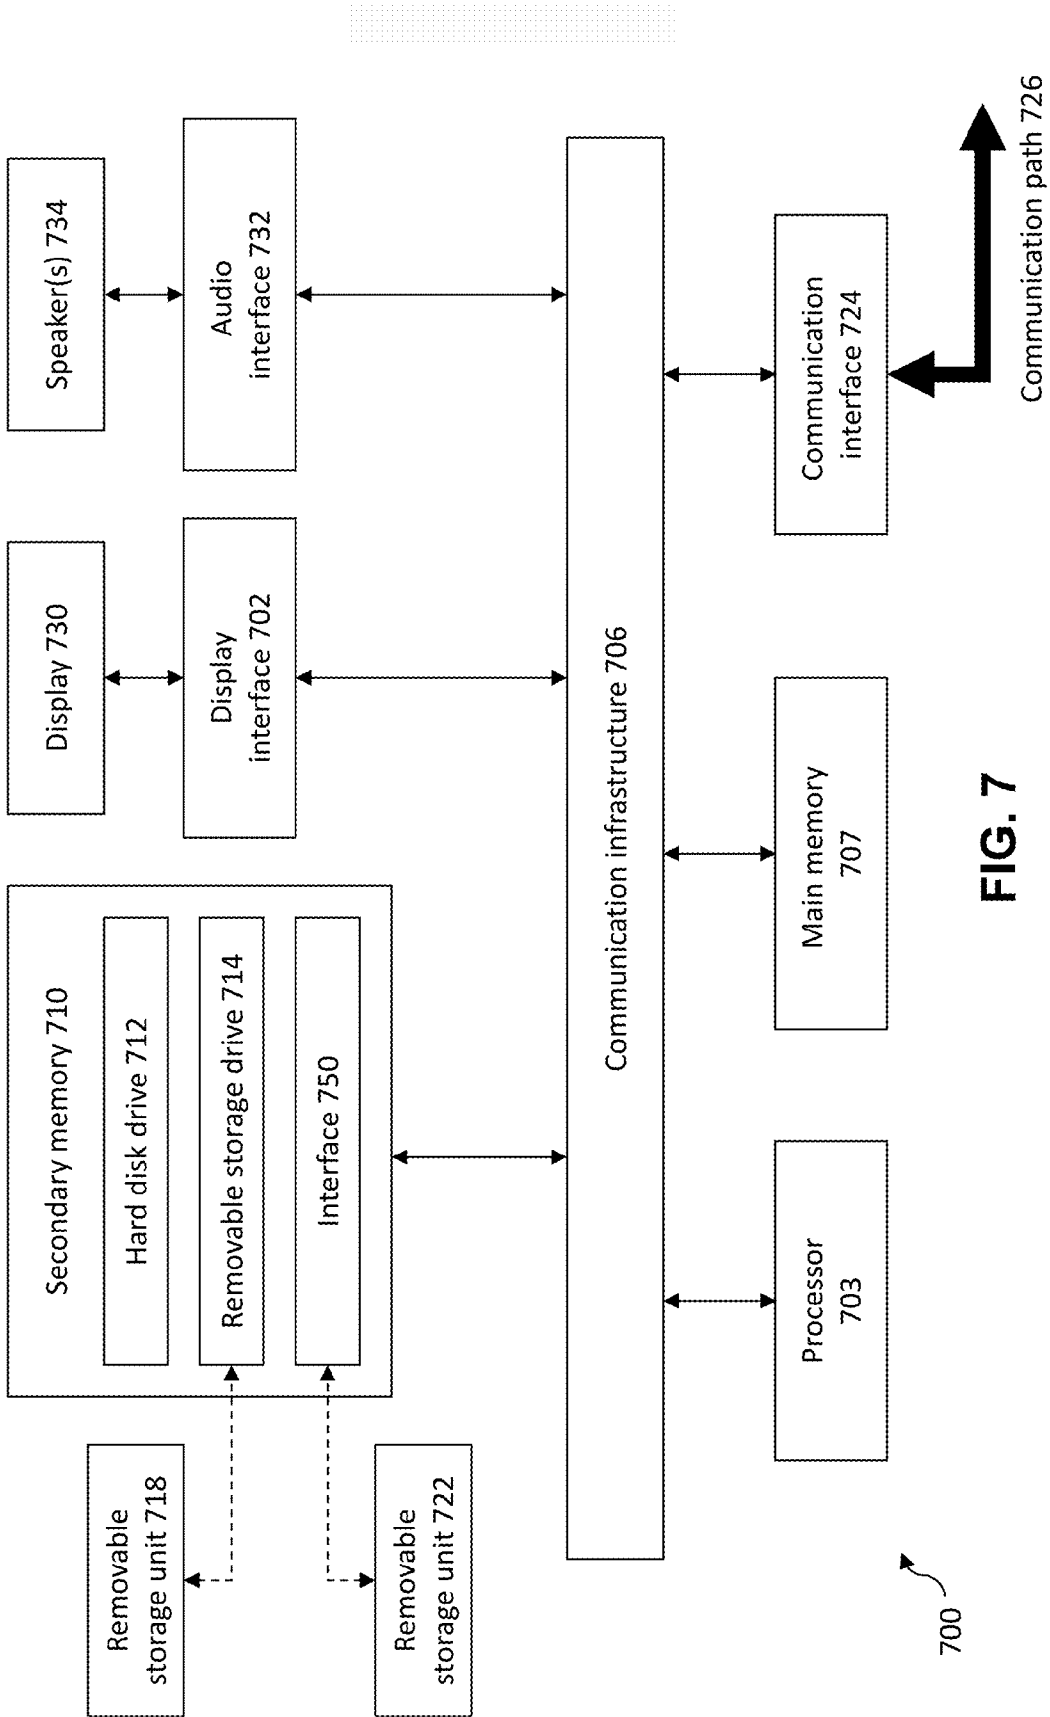 Removable
storage unit 718
Removable
storage unit 722
Secondary memory 710
Hard disk drive 712
Removable storage drive 714
Interface 750
Display 730
Display
interface 702
Speaker(s) 734
Audio
interface 732
Communication infrastructure 706
Processor
703
Main memory
707
Communication
interface 724
Communication path 726
700
FIG. 7